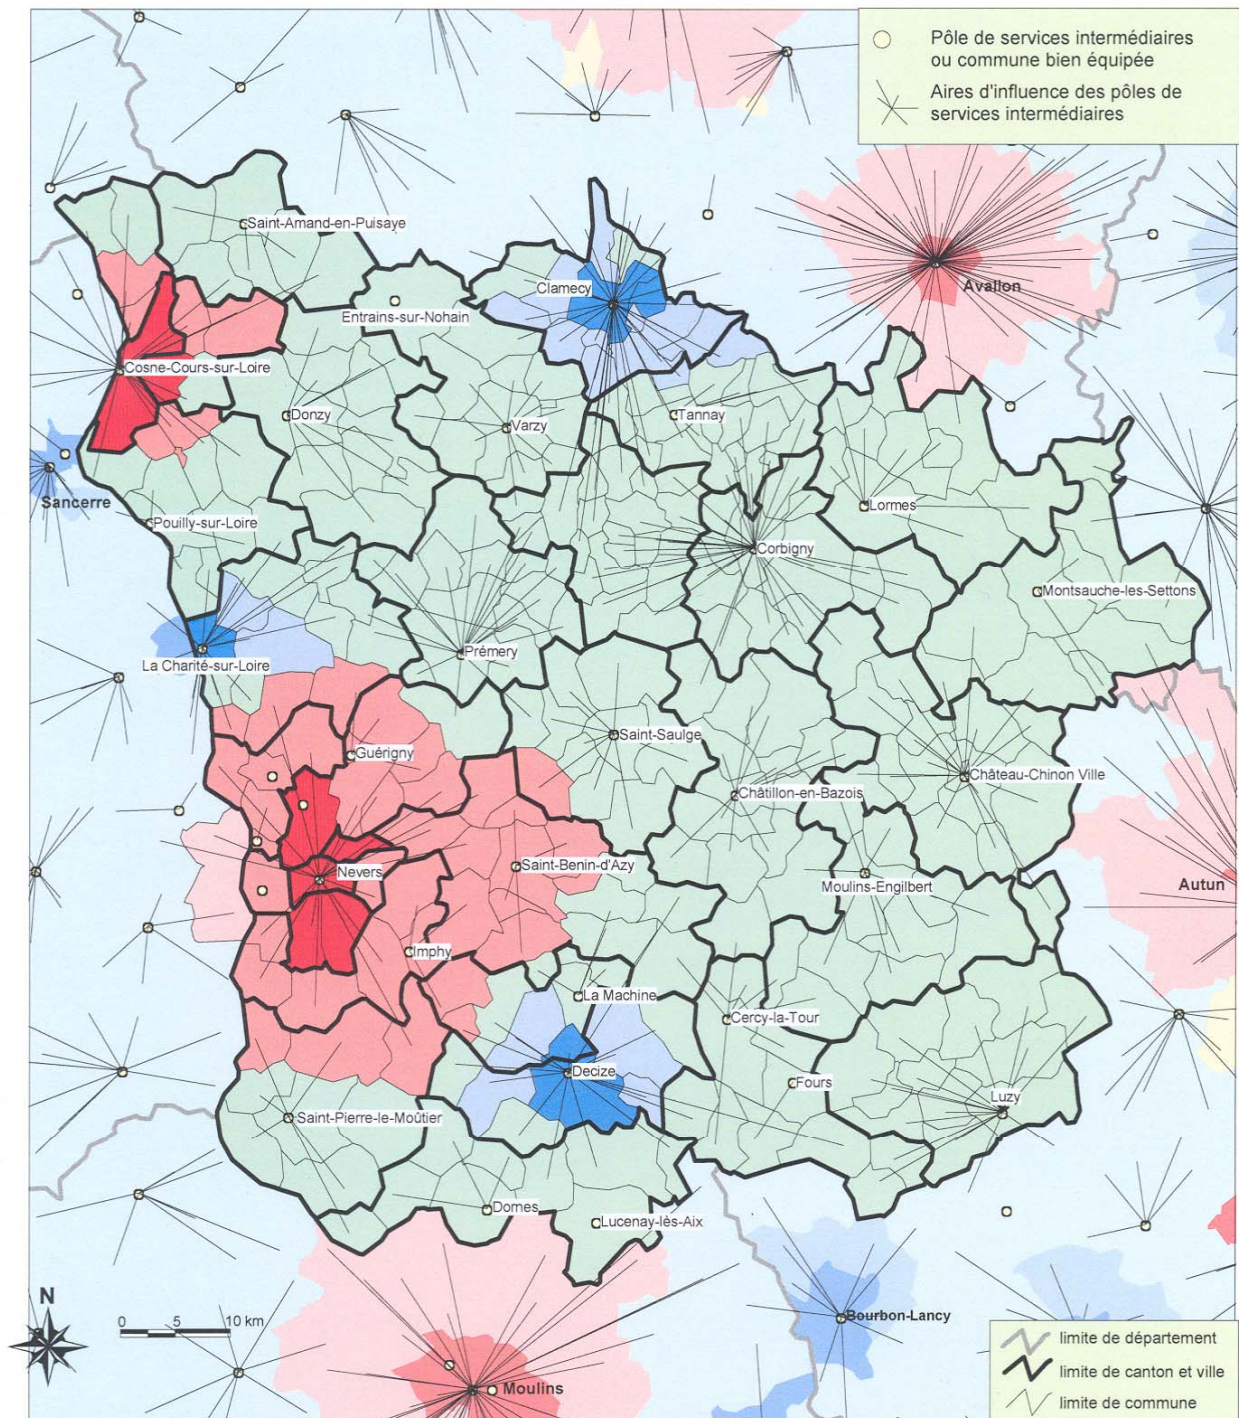 Pôle de services intermédiaires
ou commune bien équipée
Aires d'influence des pôles de
services intermédiaires
Saint-Amand-en-Puisaye
Clamecy
Avallon
Entrains-sur-Nohain
Cosne-Cours-sur-Loire
Donzy
Varzy
Tannay
Sancerre
Lormes
Pouilly-sur-Loire
Corbigny
Montsauche-les-Settons
La Charité-sur-Loire
Prémery
Saint-Saulge
Guérigny
Château-Chinon Ville
Châtillon-en-Bazois
Nevers
Saint-Benin-d'Azy
Moulins-Engilbert
Autun
Imphy
La Machine
Cercy-la-Tour
Decize
Fours
Luzy
Saint-Pierre-le-Moûtier
Dornes
Lucenay-lès-Aix
N
0 5 10 km
Bourbon-Lancy
Moulins
limite de département
limite de canton et ville
limite de commune